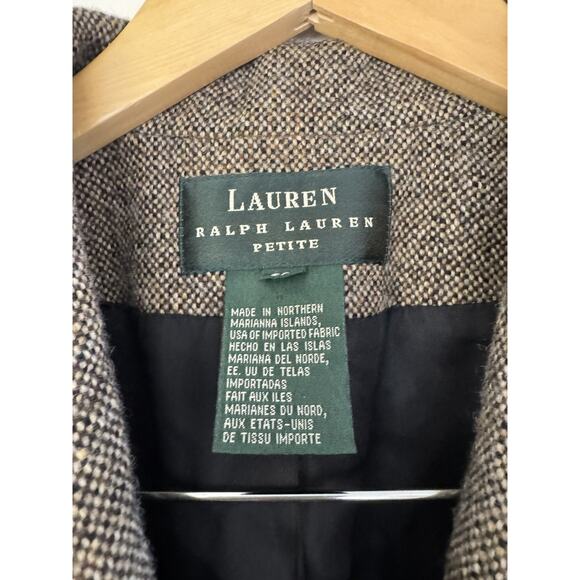 LAUREN
RALPH LAUREN
PETITE
MADE IN NORTHERN
MARIANNA ISLANDS,
USA OF IMPORTED FABRIC
HECHO EN LAS ISLAS
MARIANA DEL NORDE,
EE. UU DE TELAS
IMPORTADAS
FAIT AUX ILES
MARIANES DU NORD,
AUX ETATS-UNIS
DE TISSU IMPORTE